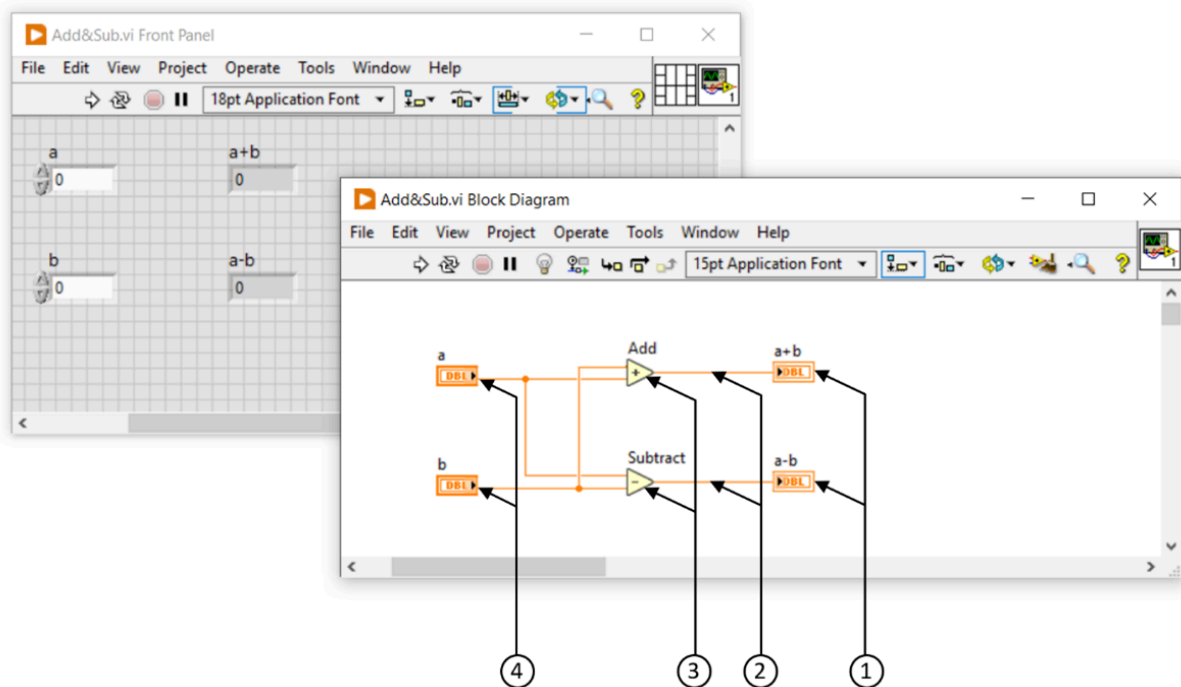 Add&Sub.vi Front Panel
File Edit View Project Operate Tools Window Help
18pt Application Font
1
a a+b
0 0
b a-b
0 0
Add&Sub.vi Block Diagram
File Edit View Project Operate Tools Window Help
15pt Application Font
1
a Add a+b
DBL + DBL
b Subtract a-b
DBL - DBL
4 3 2 1